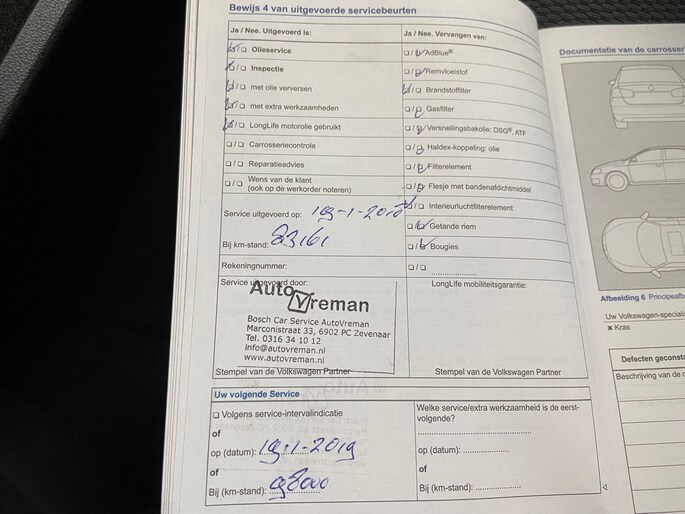 Bewijs 4 van uitgevoerde servicebeurten
Ja / Nee. Uitgevoerd is:
☐/☐ Olieservice
☐/☐ Inspectie
☐/☐ met olie verversen
☐/☐ met extra werkzaamheden
☐/☐ LongLife motorolie gebruikt
☐/☐ Carrosseriecontrole
☐/☐ Reparatieadvies
☐/☐ Wens van de klant
(ook op de werkorder noteren)
Service uitgevoerd op:
Bij km-stand: 83161
Rekeningnummer:
Ja / Nee. Vervangen van:
☐/☐ AdBlue®
☐/☐ Remvloeistof
☐/☐ Brandstoffilter
☐/☐ Gasfilter
☐/☐ Versnellingsbakolie: DSG®, ATF
☐/☐ Haldex-koppeling: olie
☐/☐ Filterelement
☐/☐ Flesje met bandenafdichtmiddel
☐/☐ Interieurluchtfilterelement
☐/☐ Getande riem
☐/☐ Bougies
☐/☐ ....................
Service uitgevoerd door:
Auto Vreman
Bosch Car Service AutoVreman
Marconistraat 33, 6902 PC Zevenaar
Tel. 0316 34 10 12
info@autovreman.nl
www.autovreman.nl
Stempel van de Volkswagen Partner
LongLife mobiliteitsgarantie:
Stempel van de Volkswagen Partner
Uw volgende Service
☐ Volgens service-intervalindicatie
of
op (datum): 19-1-2019
of
Bij (km-stand): 98000
Welke service/extra werkzaamheid is de eerst-
volgende?
op (datum): ....................
of
Bij (km-stand): ....................
Documentatie van de carrosser
Afbeelding 6 Principeafb
Uw Volkswagen-specialis
× Kras
Defecten geconsta
Beschrijving van de c